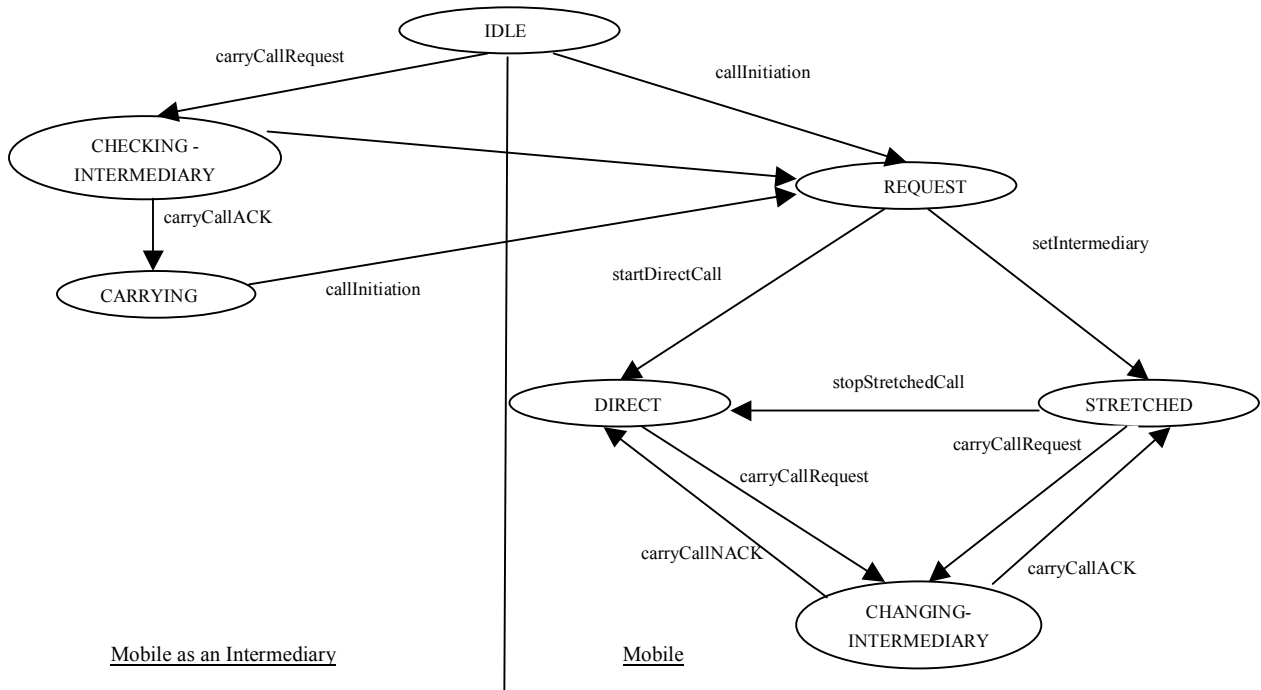 IDLE
carryCallRequest
callInitiation
CHECKING -
INTERMEDIARY
REQUEST
carryCallACK
setIntermediary
startDirectCall
CARRYING
callInitiation
stopStretchedCall
DIRECT
STRETCHED
carryCallRequest
carryCallRequest
carryCallNACK
carryCallACK
CHANGING-
INTERMEDIARY
Mobile as an Intermediary
Mobile